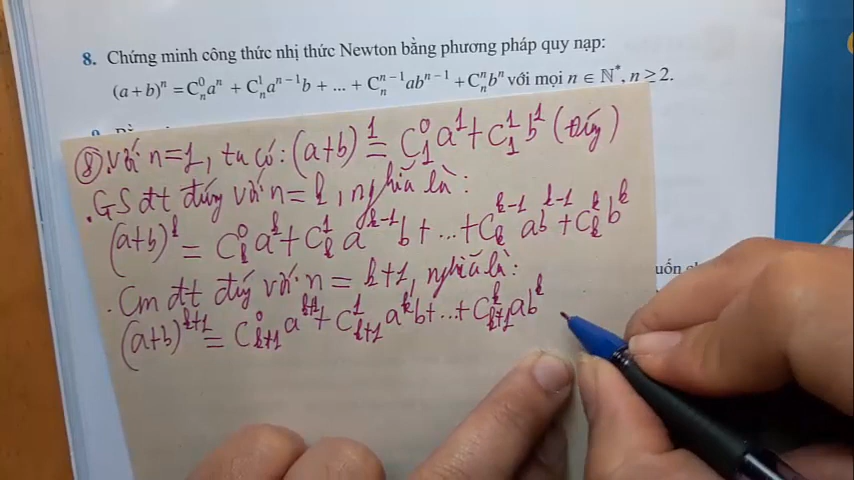 8. Chứng minh công thức nhị thức Newton bằng phương pháp quy nạp:
(a + b)ⁿ = C⁰ₙaⁿ + C¹ₙaⁿ⁻¹b + ... + Cⁿ⁻¹ₙabⁿ⁻¹ + Cⁿₙbⁿ với mọi n ∈ ℕ*, n ≥ 2.
⑧. Với n=1, ta có: (a+b)¹ = C⁰₁a¹ + C¹₁b¹ (đúng)
. GS đt đúng với n = k, nghĩa là:
(a+b)ᵏ = C⁰ₖaᵏ + C¹ₖaᵏ⁻¹b + ... + Cᵏ⁻¹ₖabᵏ⁻¹ + Cᵏₖbᵏ
. Cm đt đúng với n = k+1, nghĩa là:
(a+b)ᵏ⁺¹ = C⁰ₖ₊₁aᵏ⁺¹ + C¹ₖ₊₁aᵏb + ... + Cᵏₖ₊₁abᵏ